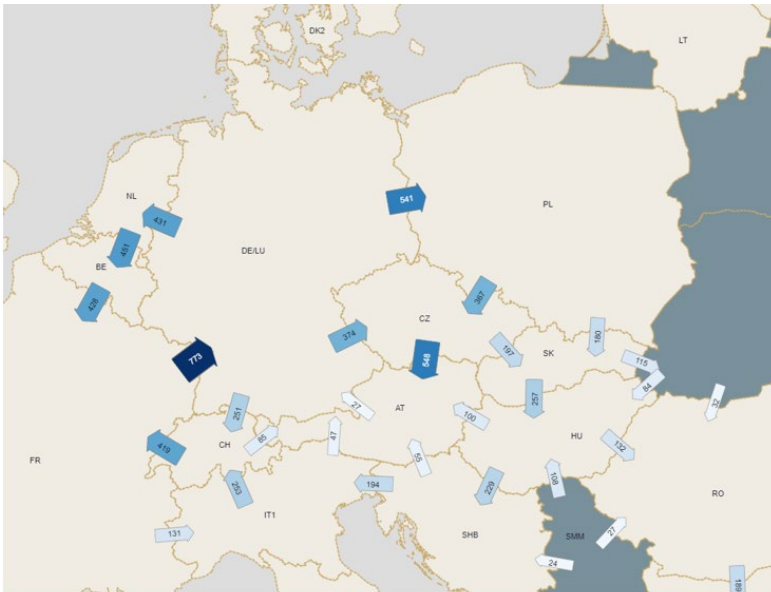 DK2
LT
NL
431
541
PL
451
DE/LU
BE
428
367
CZ
374
180
773
548
197
SK
115
84
257
27
251
32
AT
100
47
85
CH
419
HU
132
FR
55
253
194
229
108
RO
IT1
131
SHB
SMM
27
24
189